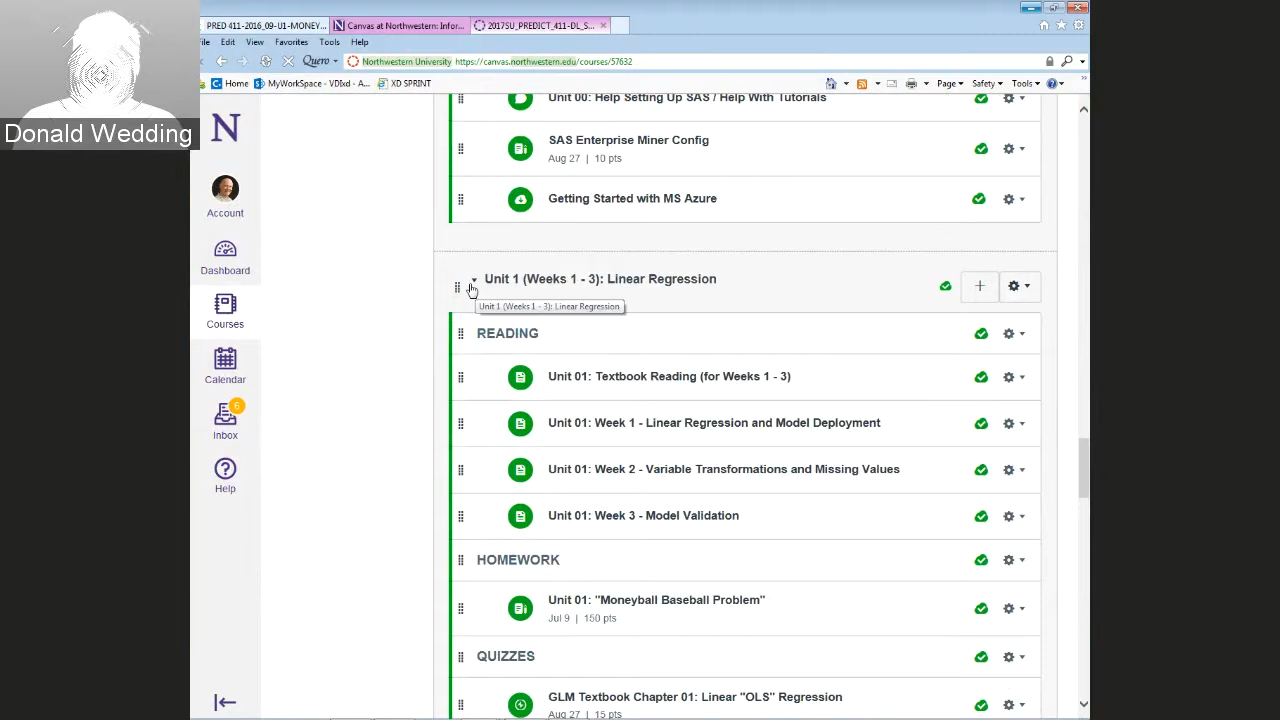 PRED 411-2016_09-U1-MONEY...
Canvas at Northwestern: Infor...
2017SU_PREDICT_411-DL_S...
File Edit View Favorites Tools Help
Quero
Northwestern University https://canvas.northwestern.edu/courses/57632
Home
MyWorkSpace - VDIxd - A...
XD SPRINT
Page
Safety
Tools
Donald Wedding
N
Account
Dashboard
Courses
Calendar
6
Inbox
Help
Unit 00: Help Setting Up SAS / Help With Tutorials
SAS Enterprise Miner Config
Aug 27 | 10 pts
Getting Started with MS Azure
Unit 1 (Weeks 1 - 3): Linear Regression
Unit 1 (Weeks 1 - 3): Linear Regression
READING
Unit 01: Textbook Reading (for Weeks 1 - 3)
Unit 01: Week 1 - Linear Regression and Model Deployment
Unit 01: Week 2 - Variable Transformations and Missing Values
Unit 01: Week 3 - Model Validation
HOMEWORK
Unit 01: "Moneyball Baseball Problem"
Jul 9 | 150 pts
QUIZZES
GLM Textbook Chapter 01: Linear "OLS" Regression
Aug 27 | 15 pts